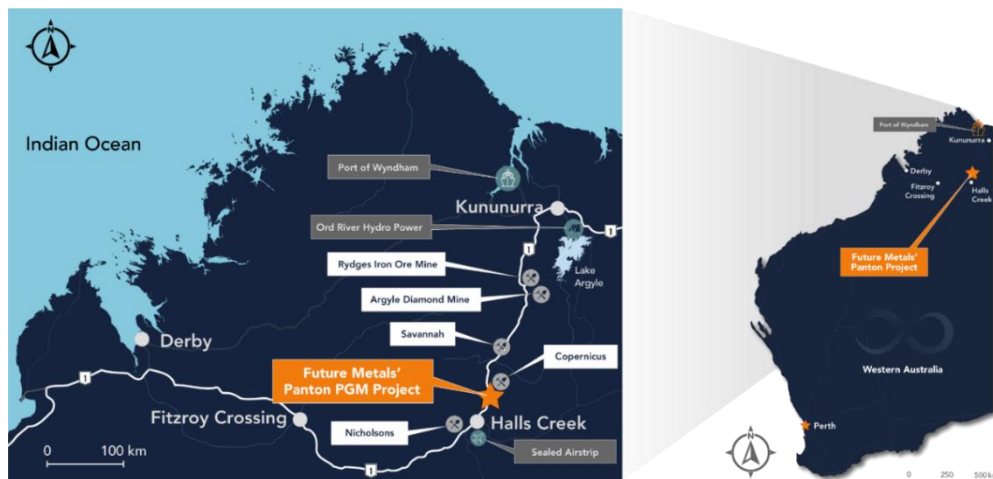 Indian Ocean
Port of Wyndham
Kununurra
Ord River Hydro Power
1
1
Rydges Iron Ore Mine
Lake
Argyle
Argyle Diamond Mine
Savannah
Derby
Copernicus
Future Metals'
Panton PGM Project
1
Fitzroy Crossing
Halls Creek
Nicholsons
Sealed Airstrip
0
100 km
1
Port of Wyndham
Kununurra
Derby
Fitzroy
Crossing
Halls
Creek
Future Metals'
Panton Project
Western Australia
Perth
0 250 500km